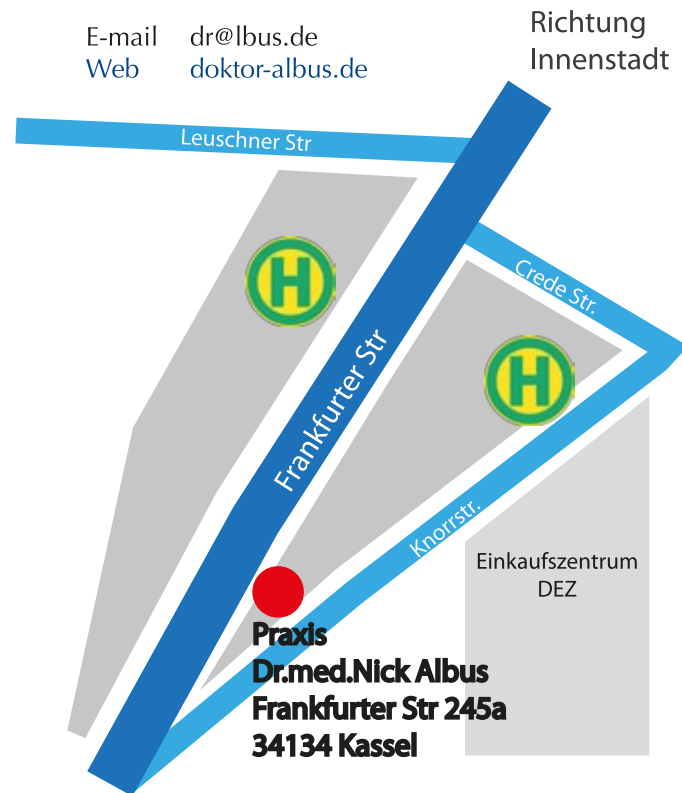 E-mail dr@lbus.de
Web doktor-albus.de
Richtung
Innenstadt
Leuschner Str
Crede Str.
H
H
Frankfurter Str
Knorrstr.
Einkaufszentrum
DEZ
Praxis
Dr.med.Nick Albus
Frankfurter Str 245a
34134 Kassel